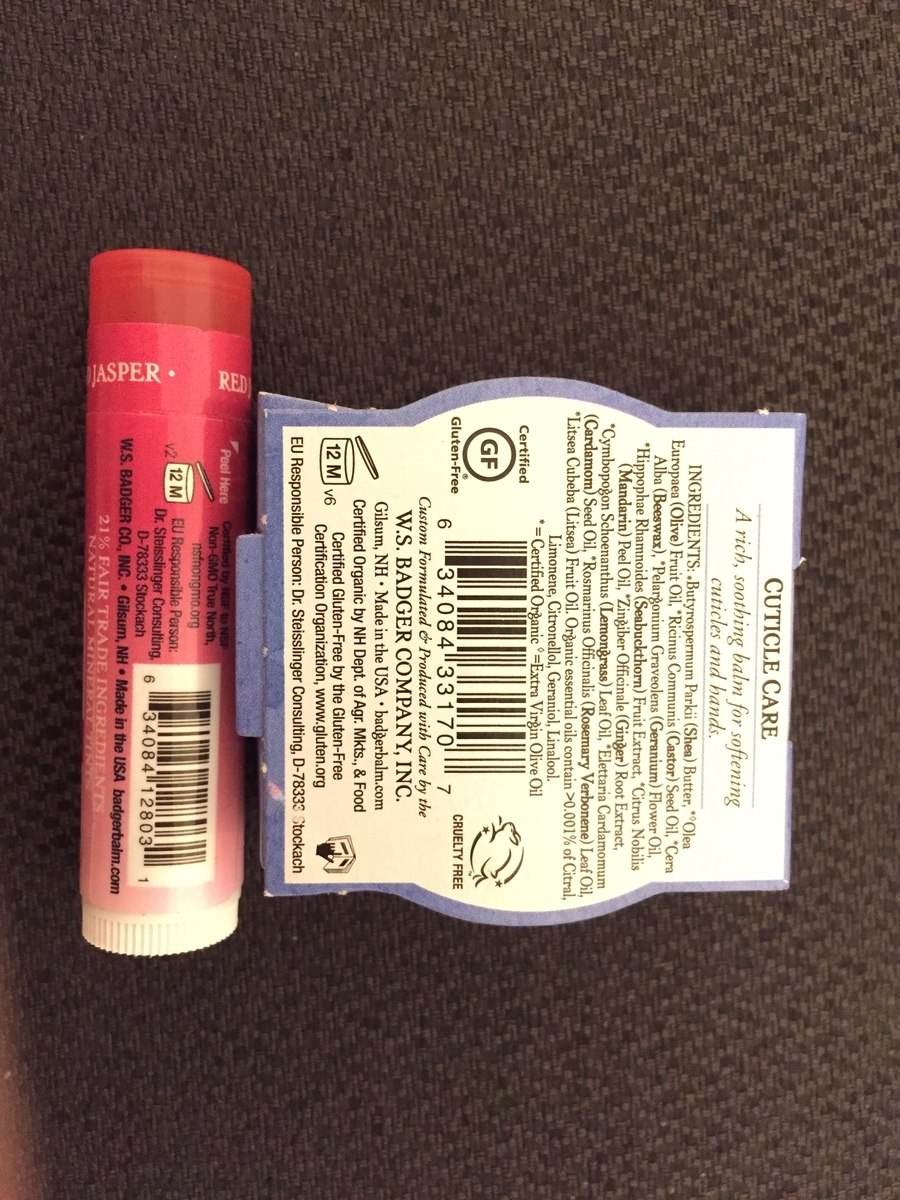 CUTICLE CARE
A rich, soothing balm for softening
cuticles and hands.
INGREDIENTS: *Butyrospermum Parkii (Shea) Butter, *◊Olea
Europaea (Olive) Fruit Oil, *Ricinus Communis (Castor) Seed Oil, *Cera
Alba (Beeswax), *Pelargonium Graveolens (Geranium) Flower Oil,
*Hippophae Rhamnoides (Seabuckthorn) Fruit Extract, *Citrus Nobilis
(Mandarin) Peel Oil, *Zingiber Officinale (Ginger) Root Extract,
*Cymbopogon Schoenanthus (Lemongrass) Leaf Oil, *Elettaria Cardamomum
(Cardamom) Seed Oil, *Rosmarinus Officinalis (Rosemary Verbenone) Leaf Oil,
*Litsea Cubeba (Litsea) Fruit Oil. Organic essential oils contain >0.001% of Citral,
Limonene, Citronellol, Geraniol, Linalool.
*=Certified Organic ◊=Extra Virgin Olive Oil
Certified
GF
Gluten-Free®
6 34084 33170 7
CRUELTY FREE
Custom Formulated & Produced with Care by the
W.S. BADGER COMPANY, INC.
Gilsum, NH • Made in the USA • badgerbalm.com
Certified Organic by NH Dept. of Agr. Mkts., & Food
Certified Gluten-Free by the Gluten-Free
Certification Organization, www.gluten.org
12 M
v6
EU Responsible Person: Dr. Steisslinger Consulting, D-78333 Stockach
JASPER •
RED
Peel Here
Certified by NSF to NSF
Non-GMO True North,
nsfnongmo.org
12 M
v2
EU Responsible Person:
Dr. Steisslinger Consulting,
D-78333 Stockach
6 34084 12803 1
W.S. BADGER CO., INC. • Gilsum, NH • Made in the USA badgerbalm.com
21% FAIR TRADE INGREDIENTS
NATURAL MINERAL TINTS